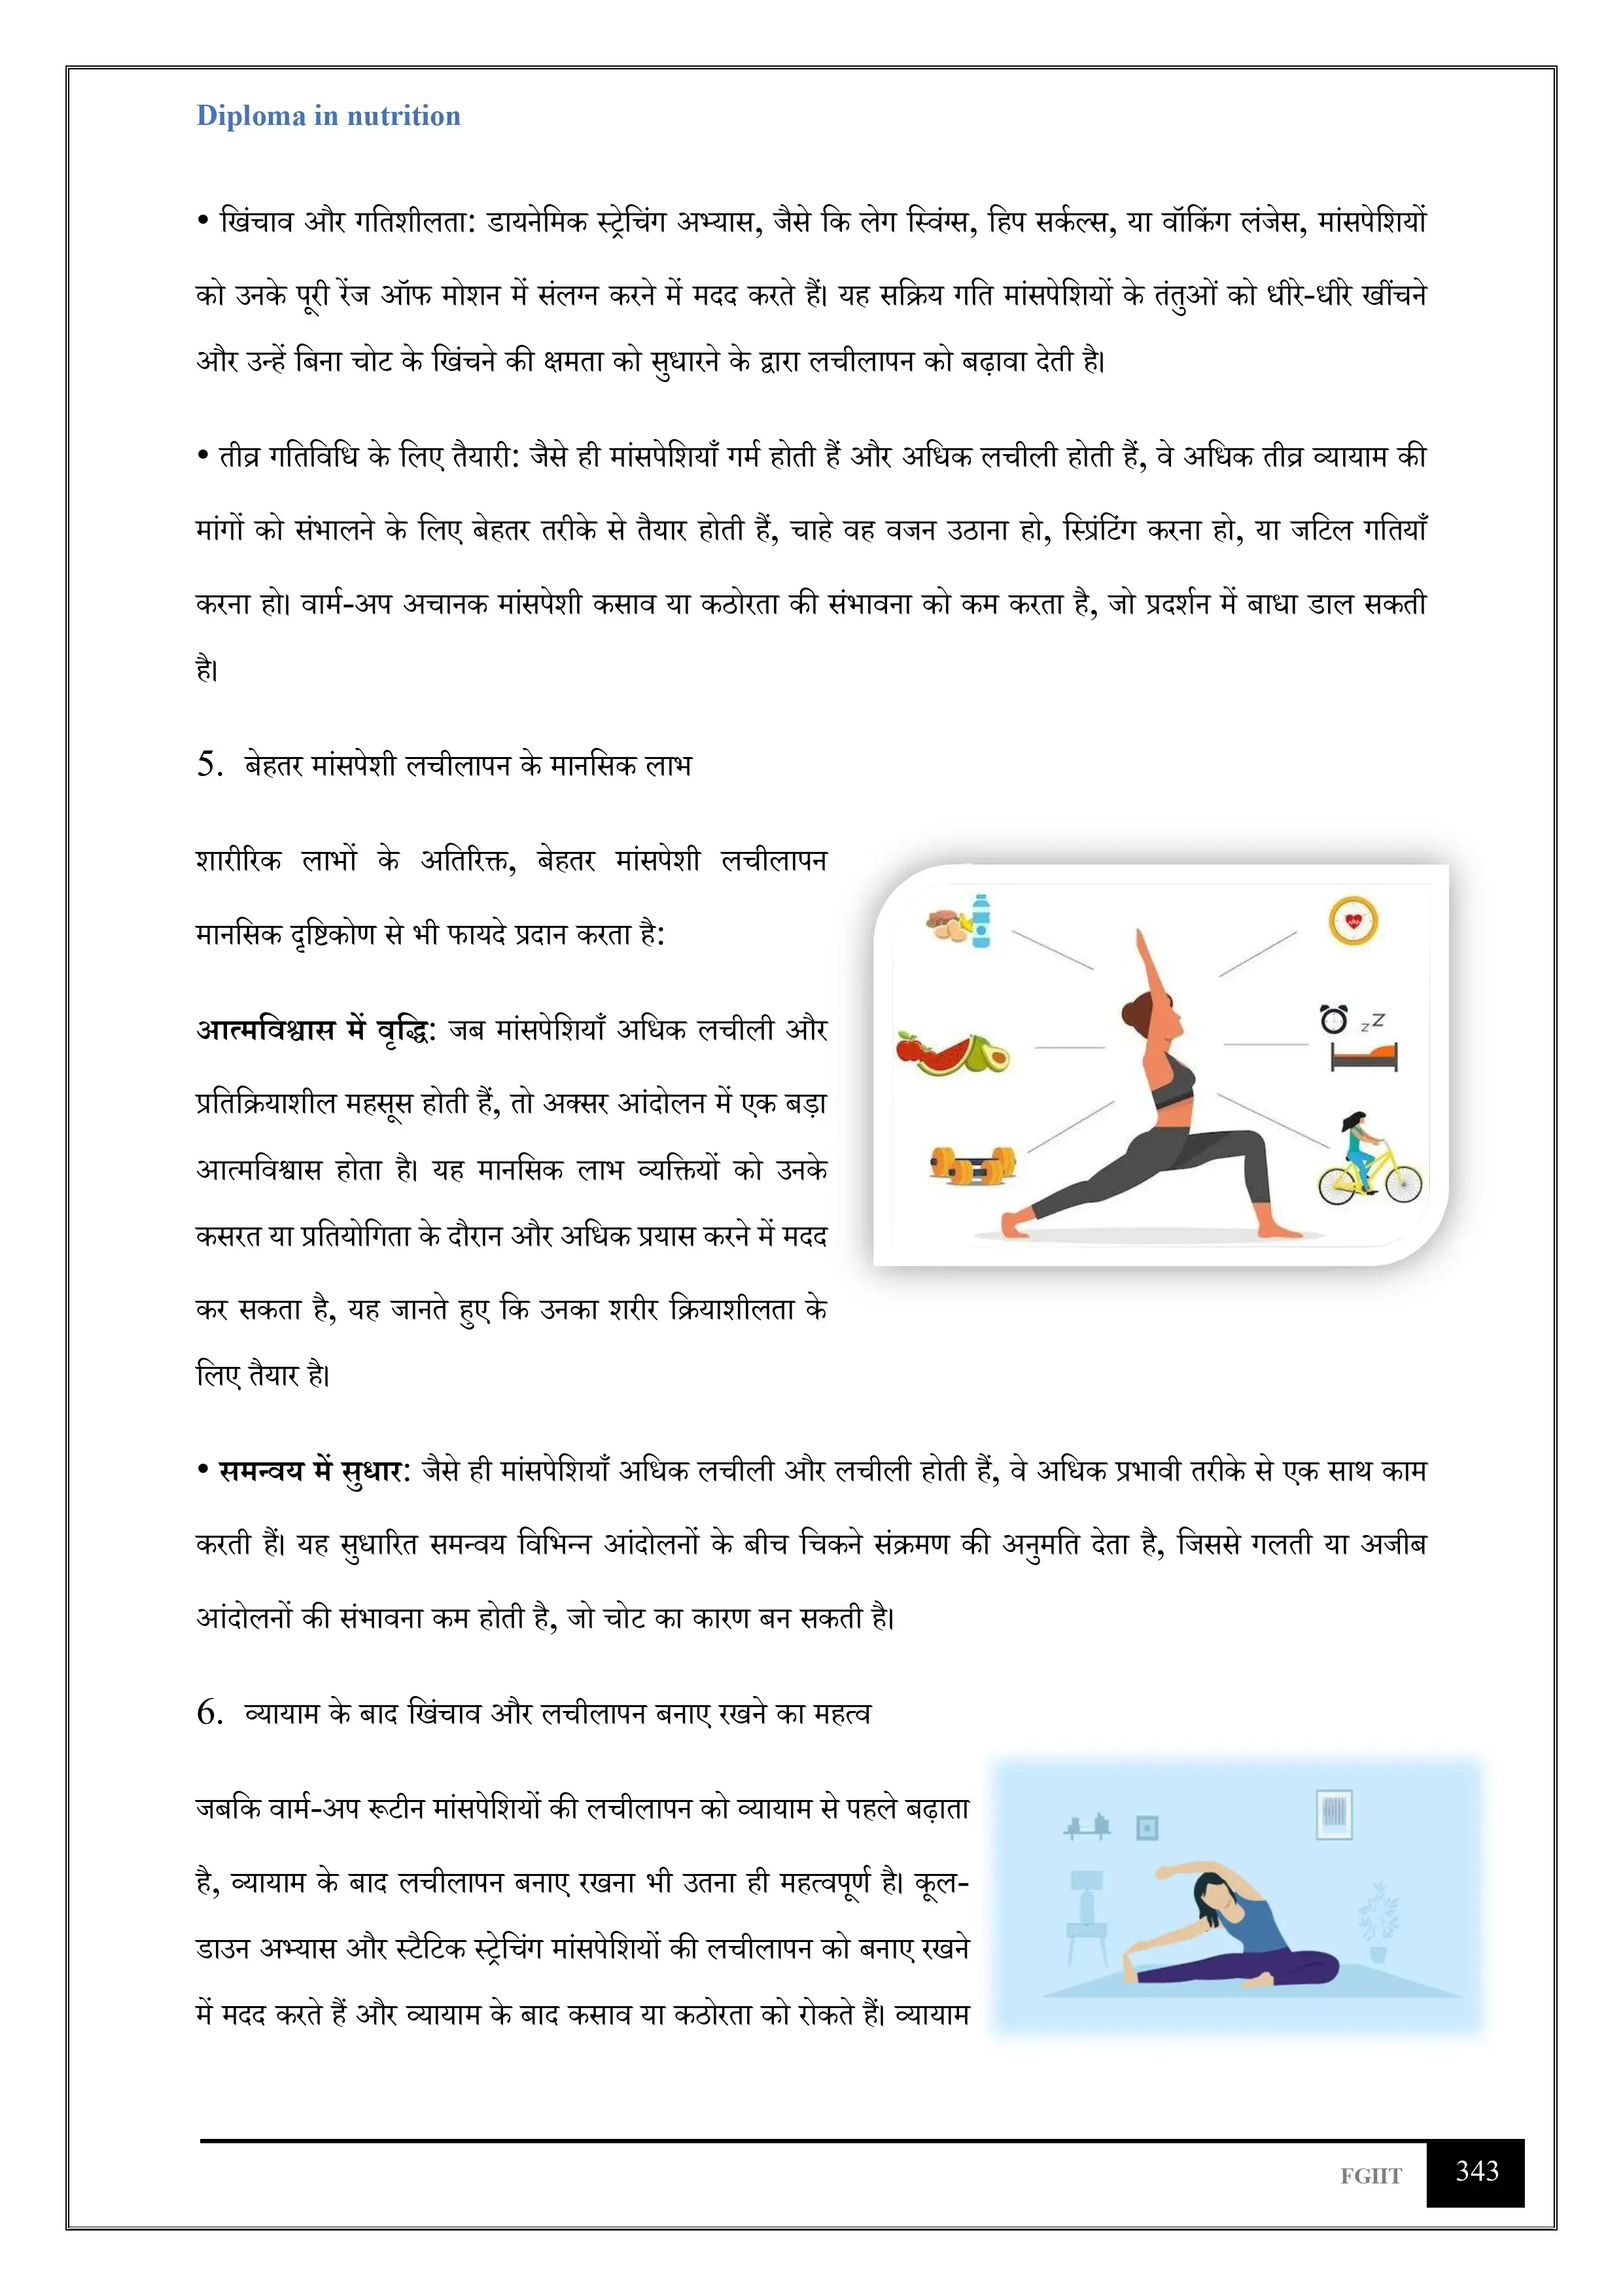 Diploma in nutrition
• खिंचाव और गतिशीलता: डायनेमिक स्ट्रेचिंग अभ्यास, जैसे कि लेग स्विंग्स, हिप सर्कल्स, या वॉकिंग लंजेस, मांसपेशियों
को उनके पूरी रेंज ऑफ मोशन में संलग्न करने में मदद करते हैं। यह सक्रिय गति मांसपेशियों के तंतुओं को धीरे-धीरे खींचने
और उन्हें बिना चोट के खिंचने की क्षमता को सुधारने के द्वारा लचीलापन को बढ़ावा देती है।
• तीव्र गतिविधि के लिए तैयारी: जैसे ही मांसपेशियाँ गर्म होती हैं और अधिक लचीली होती हैं, वे अधिक तीव्र व्यायाम की
मांगों को संभालने के लिए बेहतर तरीके से तैयार होती हैं, चाहे वह वजन उठाना हो, स्प्रिंटिंग करना हो, या जटिल गतियाँ
करना हो। वार्म-अप अचानक मांसपेशी कसाव या कठोरता की संभावना को कम करता है, जो प्रदर्शन में बाधा डाल सकती
है।
5. बेहतर मांसपेशी लचीलापन के मानसिक लाभ
शारीरिक लाभों के अतिरिक्त, बेहतर मांसपेशी लचीलापन
मानसिक दृष्टिकोण से भी फायदे प्रदान करता है:
आत्मविश्वास में वृद्धि: जब मांसपेशियाँ अधिक लचीली और
प्रतिक्रियाशील महसूस होती हैं, तो अक्सर आंदोलन में एक बड़ा
आत्मविश्वास होता है। यह मानसिक लाभ व्यक्तियों को उनके
कसरत या प्रतियोगिता के दौरान और अधिक प्रयास करने में मदद
कर सकता है, यह जानते हुए कि उनका शरीर क्रियाशीलता के
लिए तैयार है।
zZ
• समन्वय में सुधार: जैसे ही मांसपेशियाँ अधिक लचीली और लचीली होती हैं, वे अधिक प्रभावी तरीके से एक साथ काम
करती हैं। यह सुधारित समन्वय विभिन्न आंदोलनों के बीच चिकने संक्रमण की अनुमति देता है, जिससे गलती या अजीब
आंदोलनों की संभावना कम होती है, जो चोट का कारण बन सकती है।
6. व्यायाम के बाद खिंचाव और लचीलापन बनाए रखने का महत्व
जबकि वार्म-अप रूटीन मांसपेशियों की लचीलापन को व्यायाम से पहले बढ़ाता
है, व्यायाम के बाद लचीलापन बनाए रखना भी उतना ही महत्वपूर्ण है। कूल-
डाउन अभ्यास और स्टैटिक स्ट्रेचिंग मांसपेशियों की लचीलापन को बनाए रखने
में मदद करते हैं और व्यायाम के बाद कसाव या कठोरता को रोकते हैं। व्यायाम
FGIIT 343